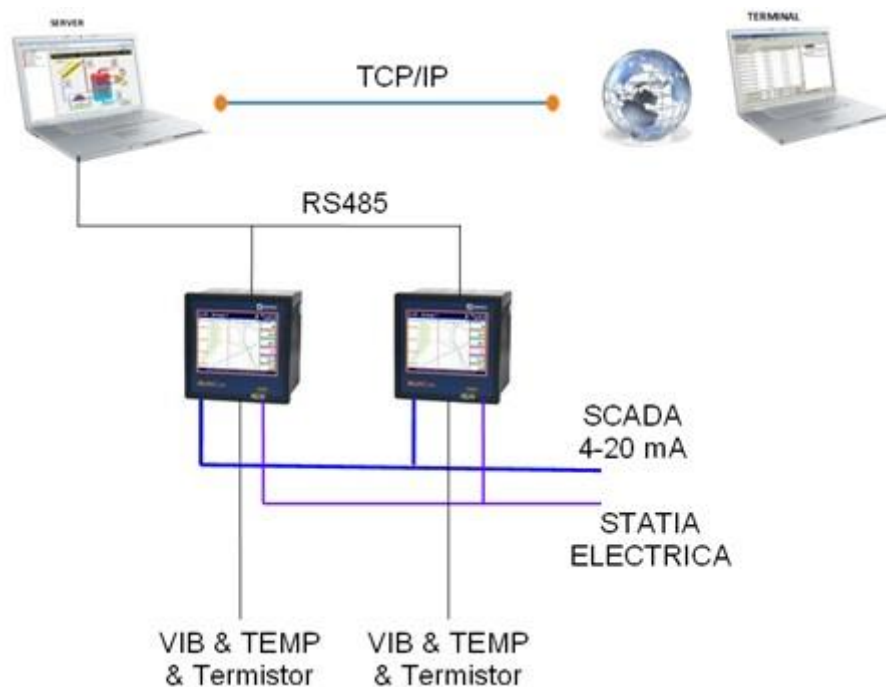 SERVER
TERMINAL
TCP/IP
RS485
SCADA
4-20 mA
STATIA
ELECTRICA
VIB & TEMP
& Termistor
VIB & TEMP
& Termistor